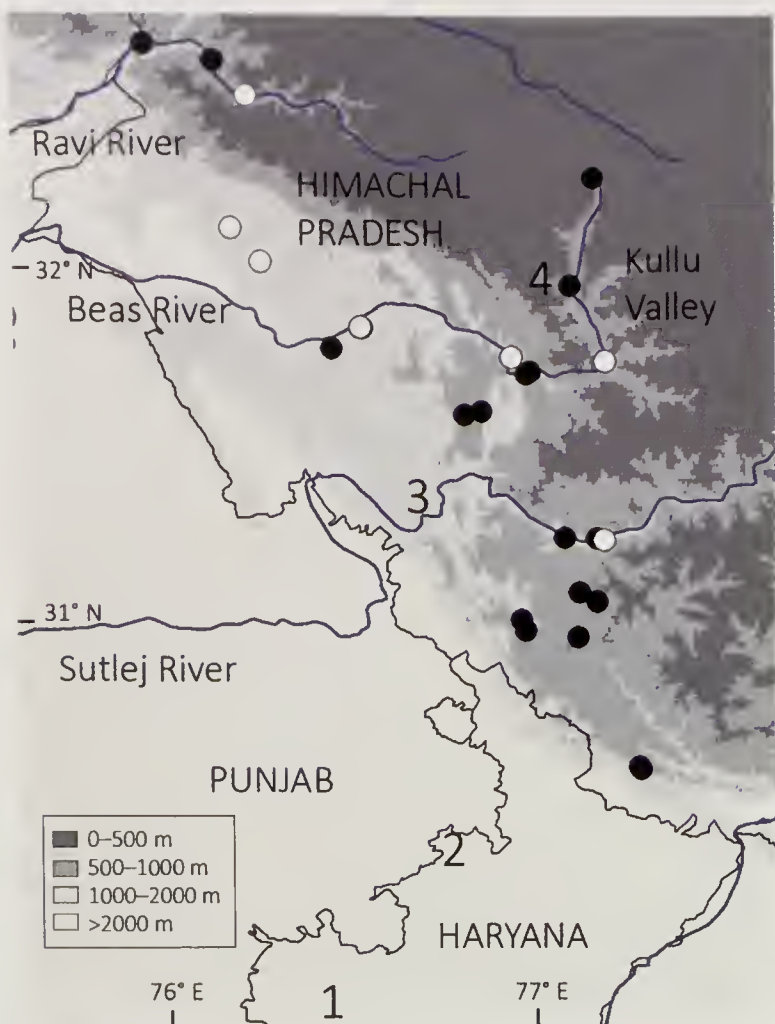 Ravi River
HIMACHAL
PRADESH
32° N
4
Kullu
Valley
Beas River
3
31° N
Sutlej River
PUNJAB
0–500 m
500–1000 m
1000–2000 m
>2000 m
2
HARYANA
76° E
1
77° E